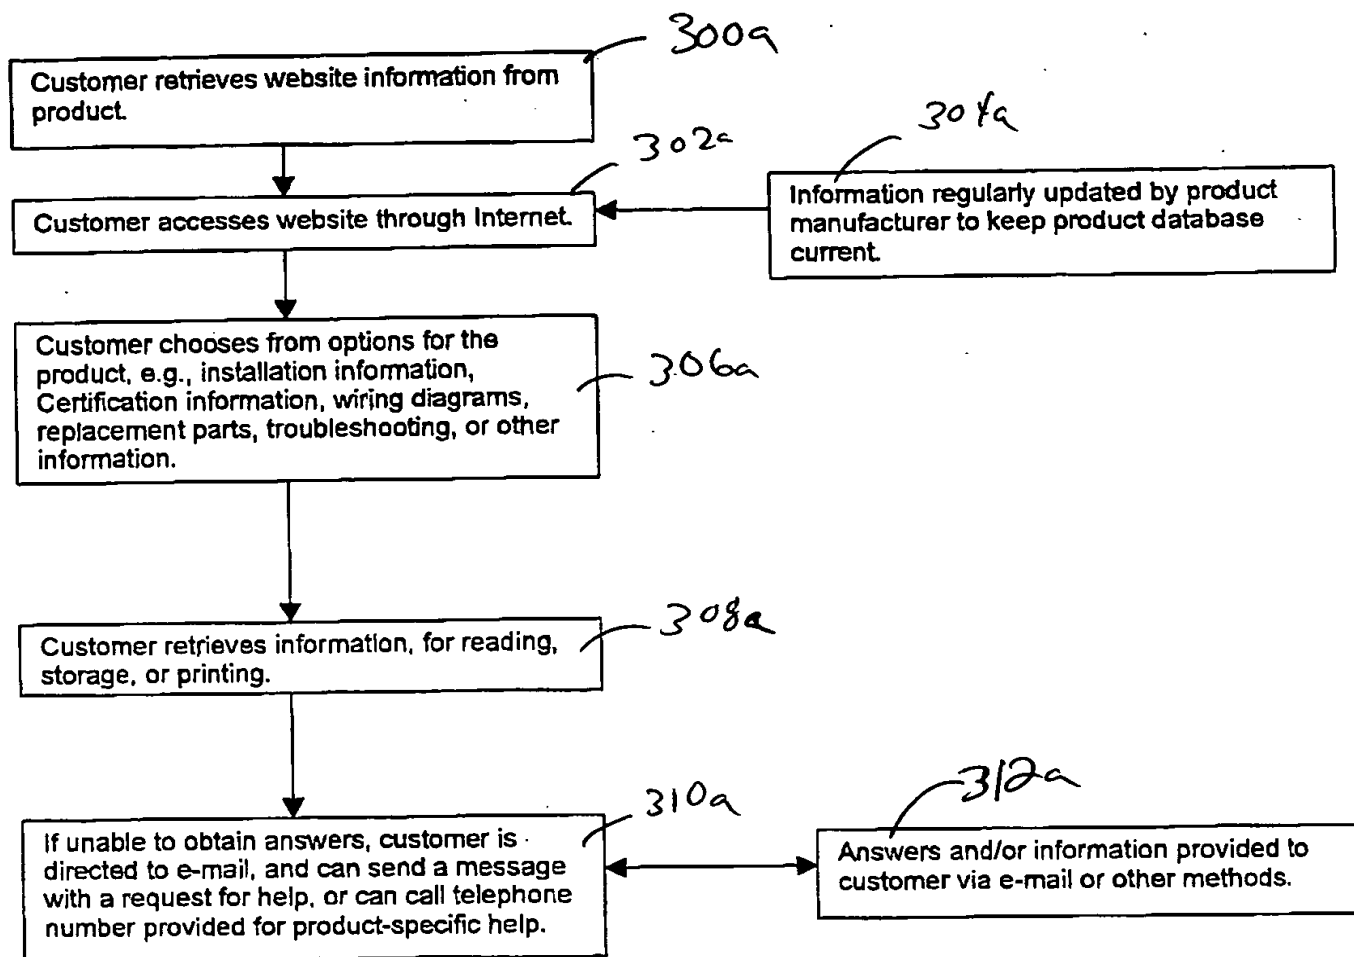 300a
Customer retrieves website information from
product.
302a
304a
Customer accesses website through Internet.
Information regularly updated by product
manufacturer to keep product database
current.
Customer chooses from options for the
product, e.g., installation information,
Certification information, wiring diagrams,
replacement parts, troubleshooting, or other
information.
306a
308a
Customer retrieves information, for reading,
storage, or printing.
310a
312a
If unable to obtain answers, customer is
directed to e-mail, and can send a message
with a request for help, or can call telephone
number provided for product-specific help.
Answers and/or information provided to
customer via e-mail or other methods.